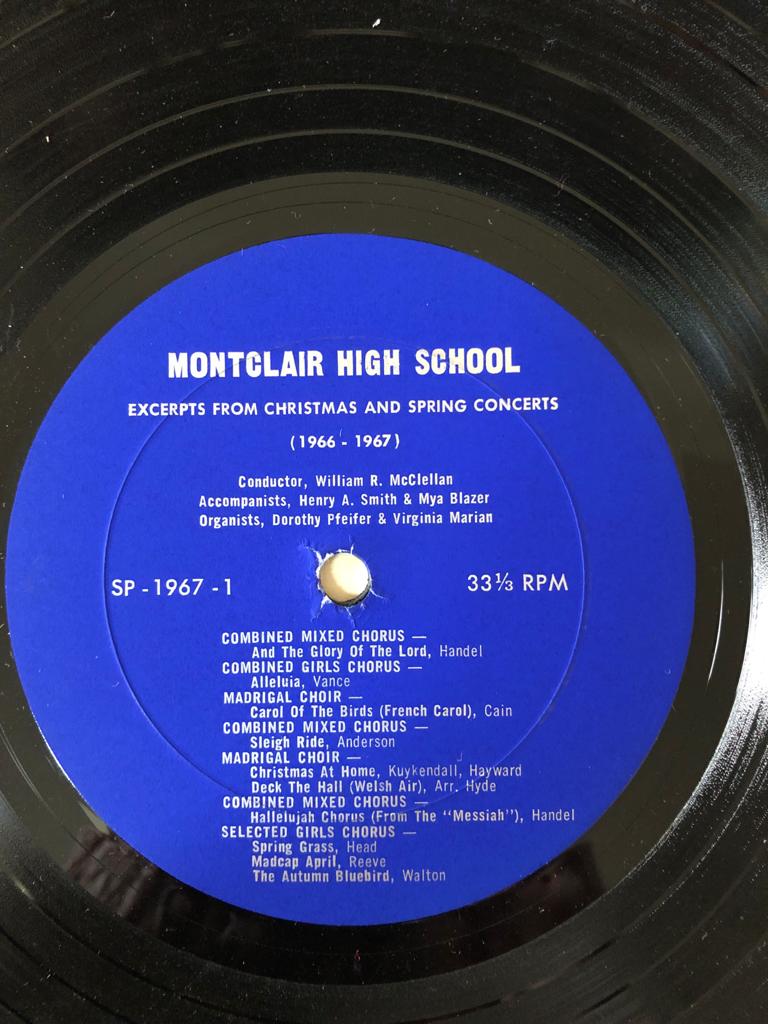 MONTCLAIR HIGH SCHOOL
EXCERPTS FROM CHRISTMAS AND SPRING CONCERTS
(1966 - 1967)
Conductor, William R. McClellan
Accompanists, Henry A. Smith & Mya Blazer
Organists, Dorothy Pfeifer & Virginia Marian
SP - 1967 - 1
33⅓ RPM
COMBINED MIXED CHORUS —
And The Glory Of The Lord, Handel
COMBINED GIRLS CHORUS —
Alleluia, Vance
MADRIGAL CHOIR —
Carol Of The Birds (French Carol), Cain
COMBINED MIXED CHORUS —
Sleigh Ride, Anderson
MADRIGAL CHOIR —
Christmas At Home, Kuykendall, Hayward
Deck The Hall (Welsh Air), Arr. Hyde
COMBINED MIXED CHORUS —
Hallelujah Chorus (From The "Messiah"), Handel
SELECTED GIRLS CHORUS —
Spring Grass, Head
Madcap April, Reeve
The Autumn Bluebird, Walton